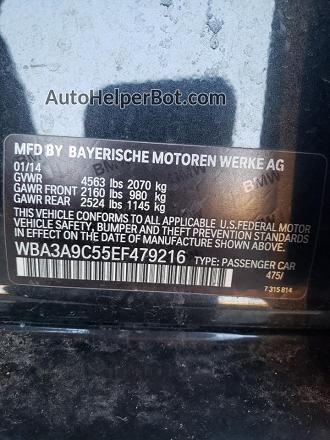 AutoHelperBot.com
MFD BY BAYERISCHE MOTOREN WERKE AG
01/14
GVWR 4563 lbs 2070 kg
GAWR FRONT 2160 lbs 980 kg
GAWR REAR 2524 lbs 1145 kg
THIS VEHICLE CONFORMS TO ALL APPLICABLE U.S. FEDERAL MOTOR
VEHICLE SAFETY, BUMPER, AND THEFT PREVENTION STANDARDS
IN EFFECT ON THE DATE OF MANUFACTURE SHOWN ABOVE.
WBA3A9C55EF479216 TYPE: PASSENGER CAR
475/
7 315 814